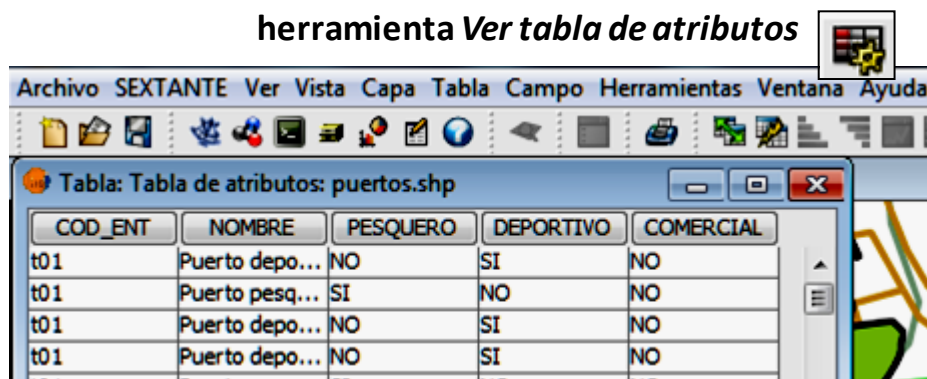 herramienta Ver tabla de atributos
Archivo SEXTANTE Ver Vista Capa Tabla Campo Herramientas Ventana Ayuda
Tabla: Tabla de atributos: puertos.shp
COD_ENT NOMBRE PESQUERO DEPORTIVO COMERCIAL
t01 Puerto depo... NO SI NO
t01 Puerto pesq... SI NO NO
t01 Puerto depo... NO SI NO
t01 Puerto depo... NO SI NO